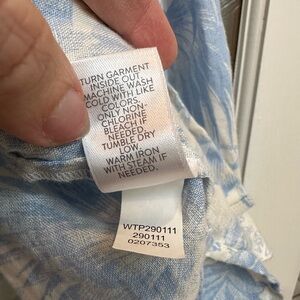 TURN GARMENT
INSIDE OUT
MACHINE WASH
COLD WITH LIKE
COLORS.
ONLY NON-
CHLORINE
BLEACH IF
NEEDED.
TUMBLE DRY
LOW.
WARM IRON
WITH STEAM IF
NEEDED.
WTP290111
290111
0207353